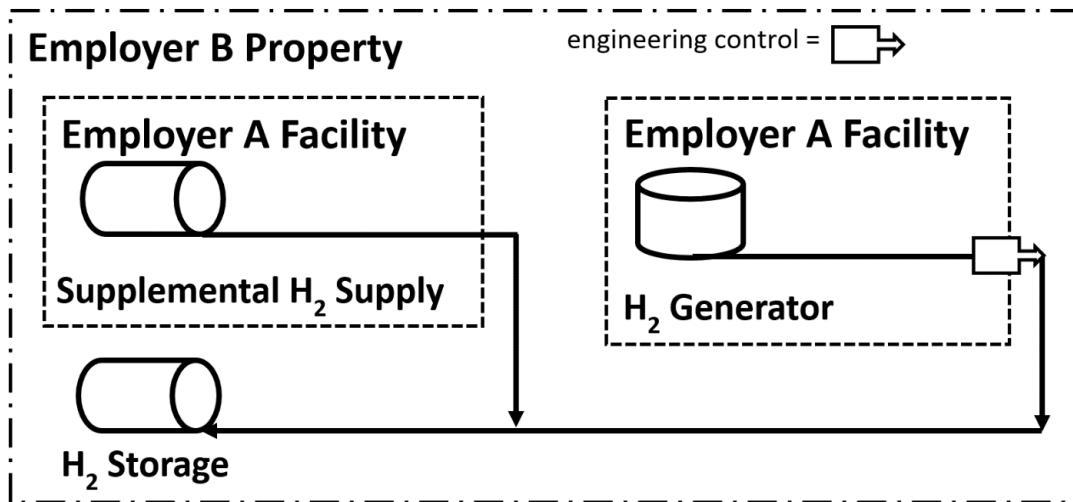 Employer B Property
engineering control =
Employer A Facility
Supplemental H₂ Supply
Employer A Facility
H₂ Generator
H₂ Storage